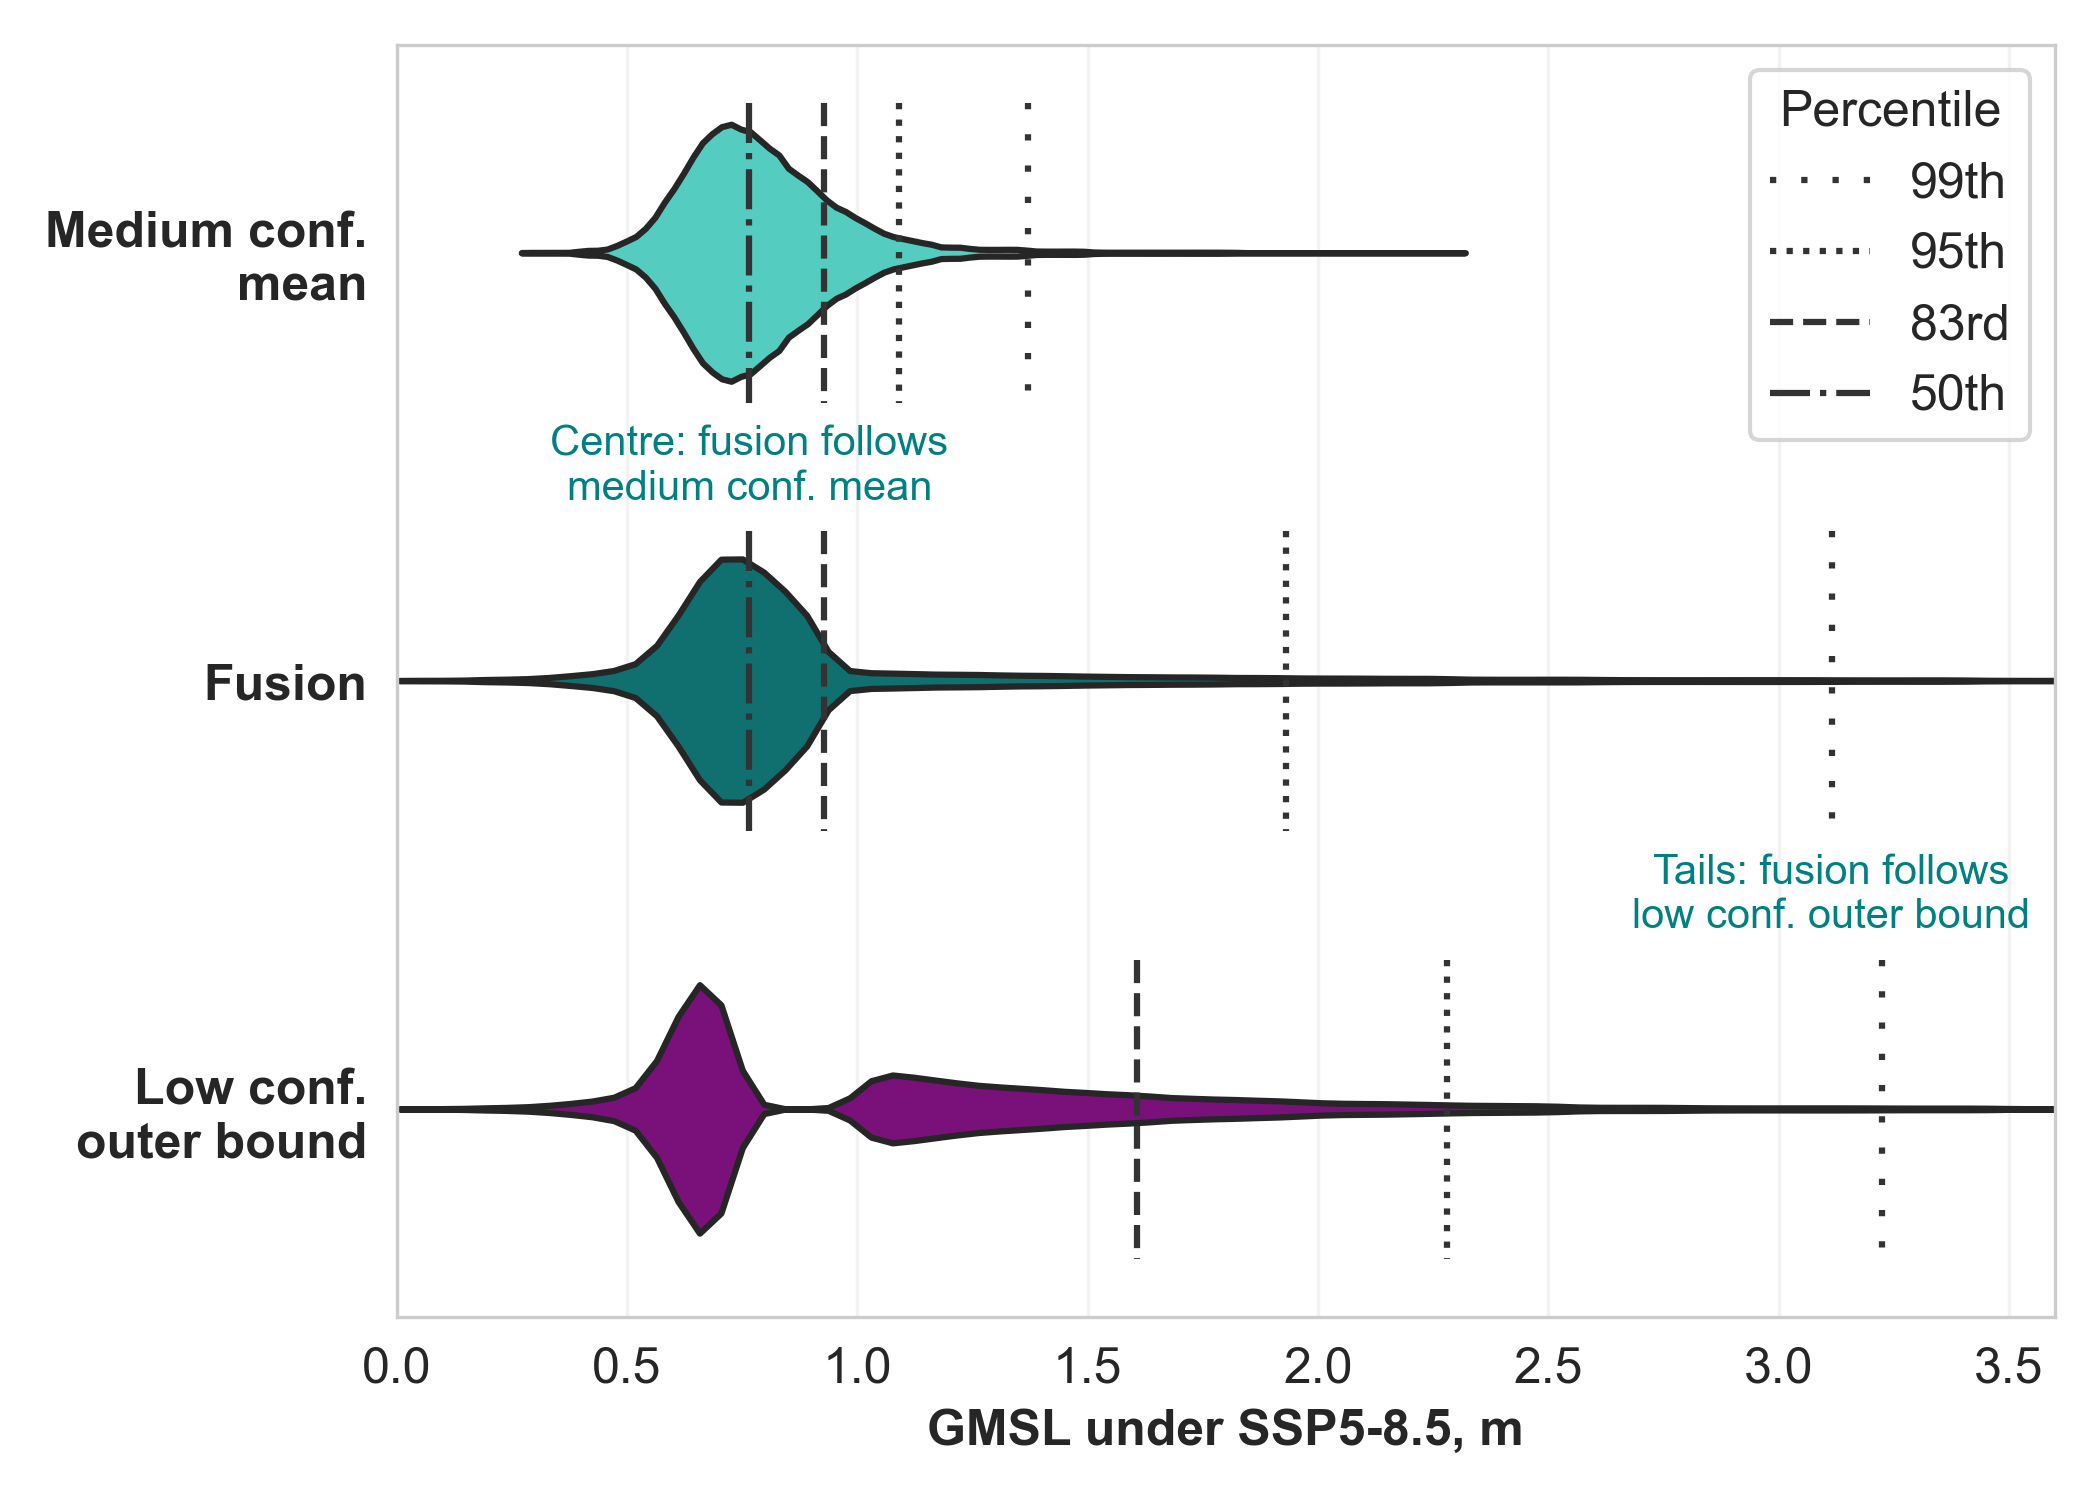 Percentile
99th
95th
83rd
50th
Medium conf.
mean
Centre: fusion follows
medium conf. mean
Fusion
Tails: fusion follows
low conf. outer bound
Low conf.
outer bound
0.0 0.5 1.0 1.5 2.0 2.5 3.0 3.5
GMSL under SSP5-8.5, m